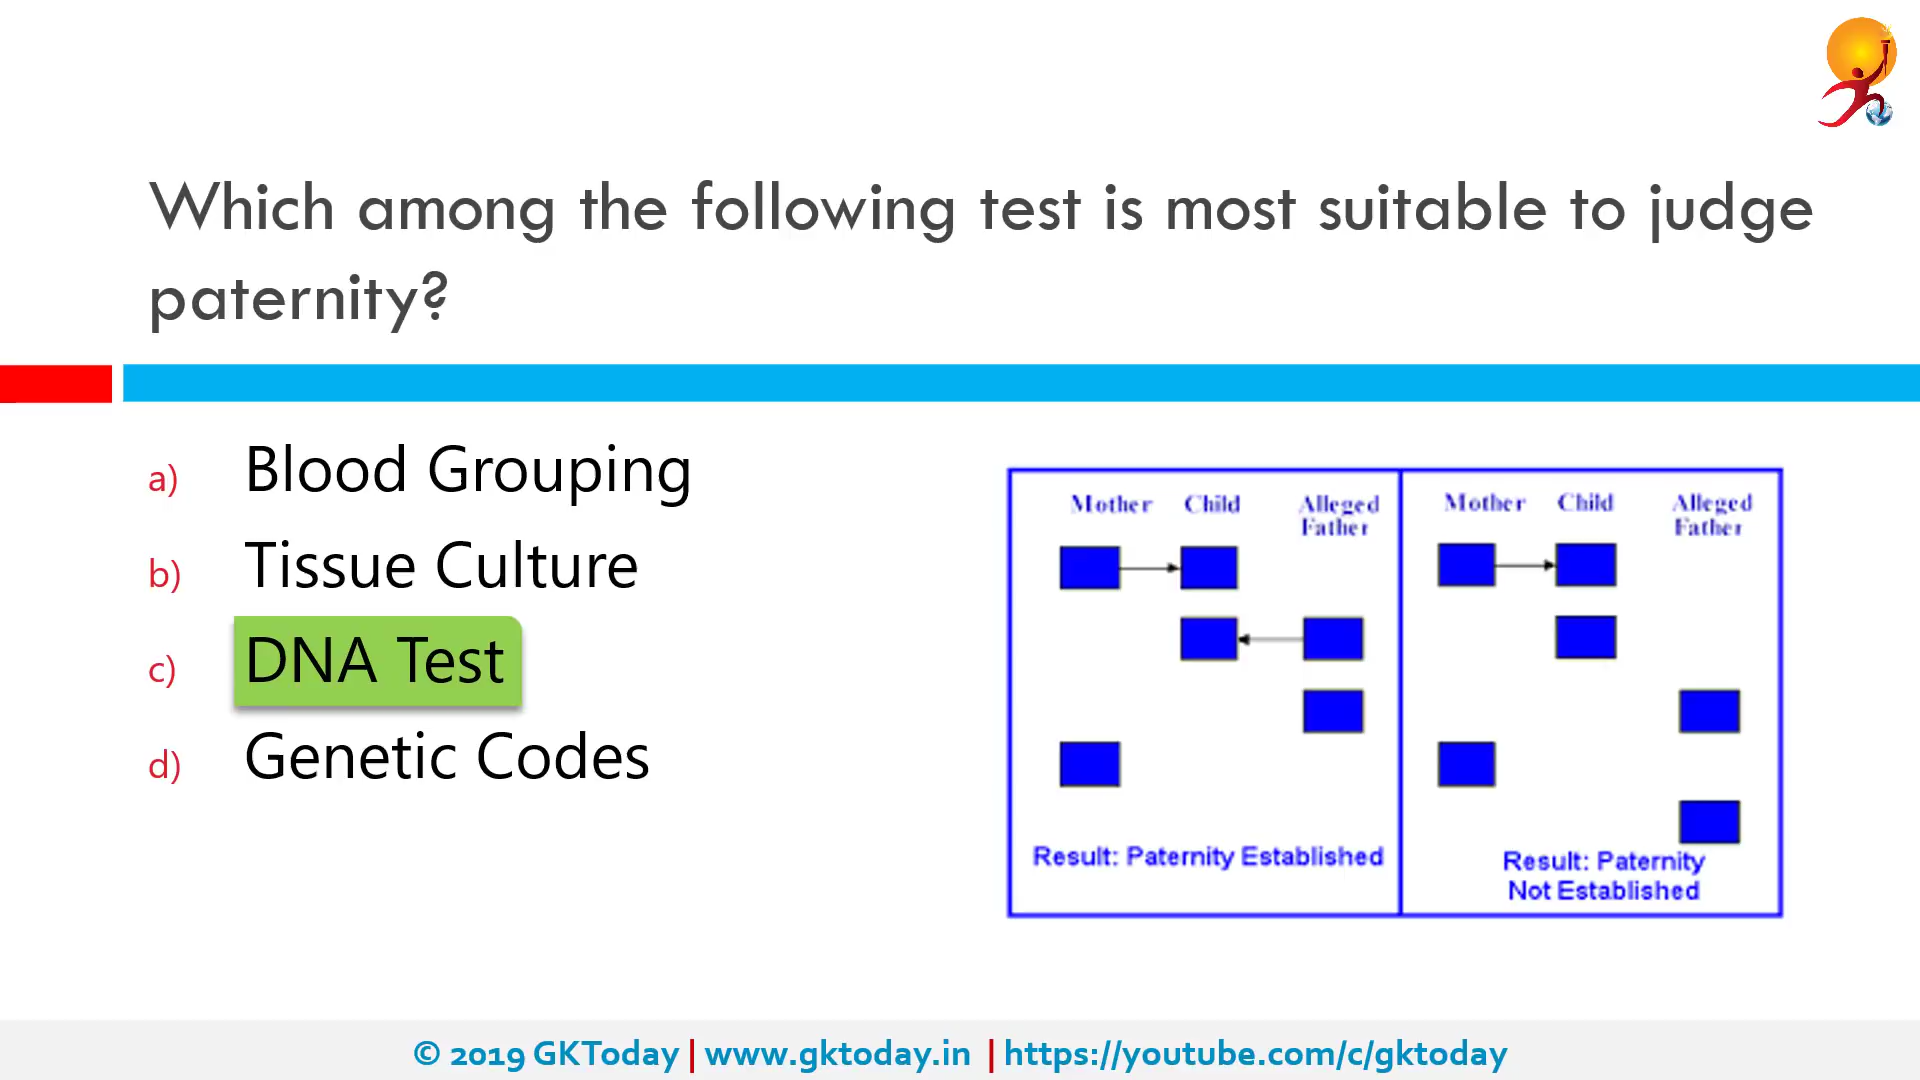 Which among the following test is most suitable to judge
paternity?
a) Blood Grouping
b) Tissue Culture
c) DNA Test
d) Genetic Codes
Mother Child Alleged
Father
Result: Paternity Established
Mother Child Alleged
Father
Result: Paternity
Not Established
© 2019 GKToday | www.gktoday.in | https://youtube.com/c/gktoday